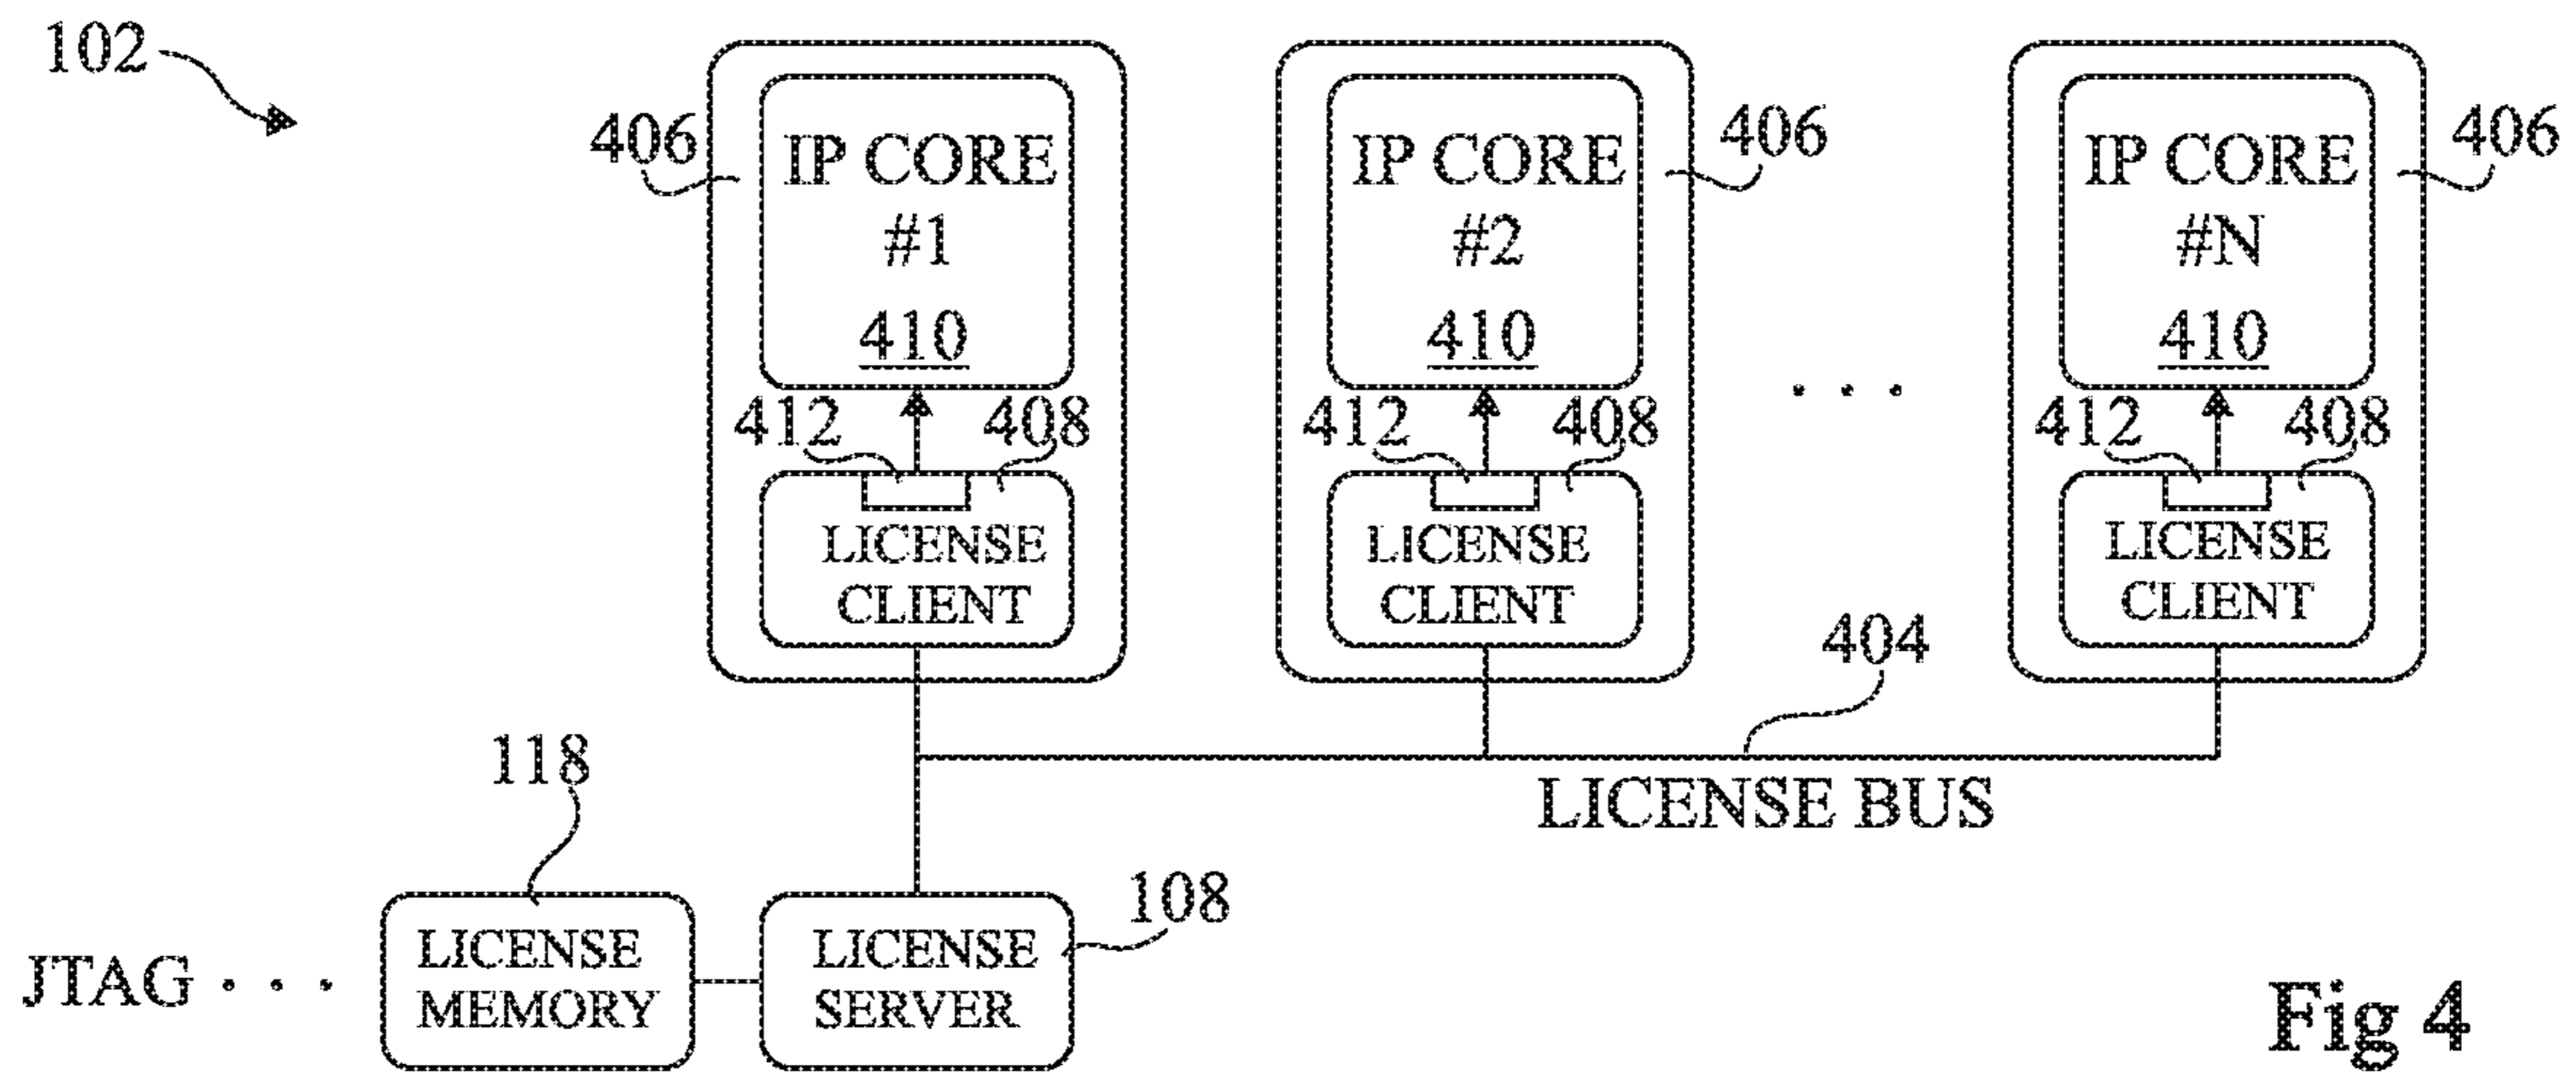 102
406
IP CORE
#1
410
412
408
LICENSE
CLIENT
IP CORE
#2
410
406
412
408
LICENSE
CLIENT
. . .
IP CORE
#N
410
406
412
408
LICENSE
CLIENT
404
LICENSE BUS
118
108
JTAG . . .
LICENSE
MEMORY
LICENSE
SERVER
Fig 4